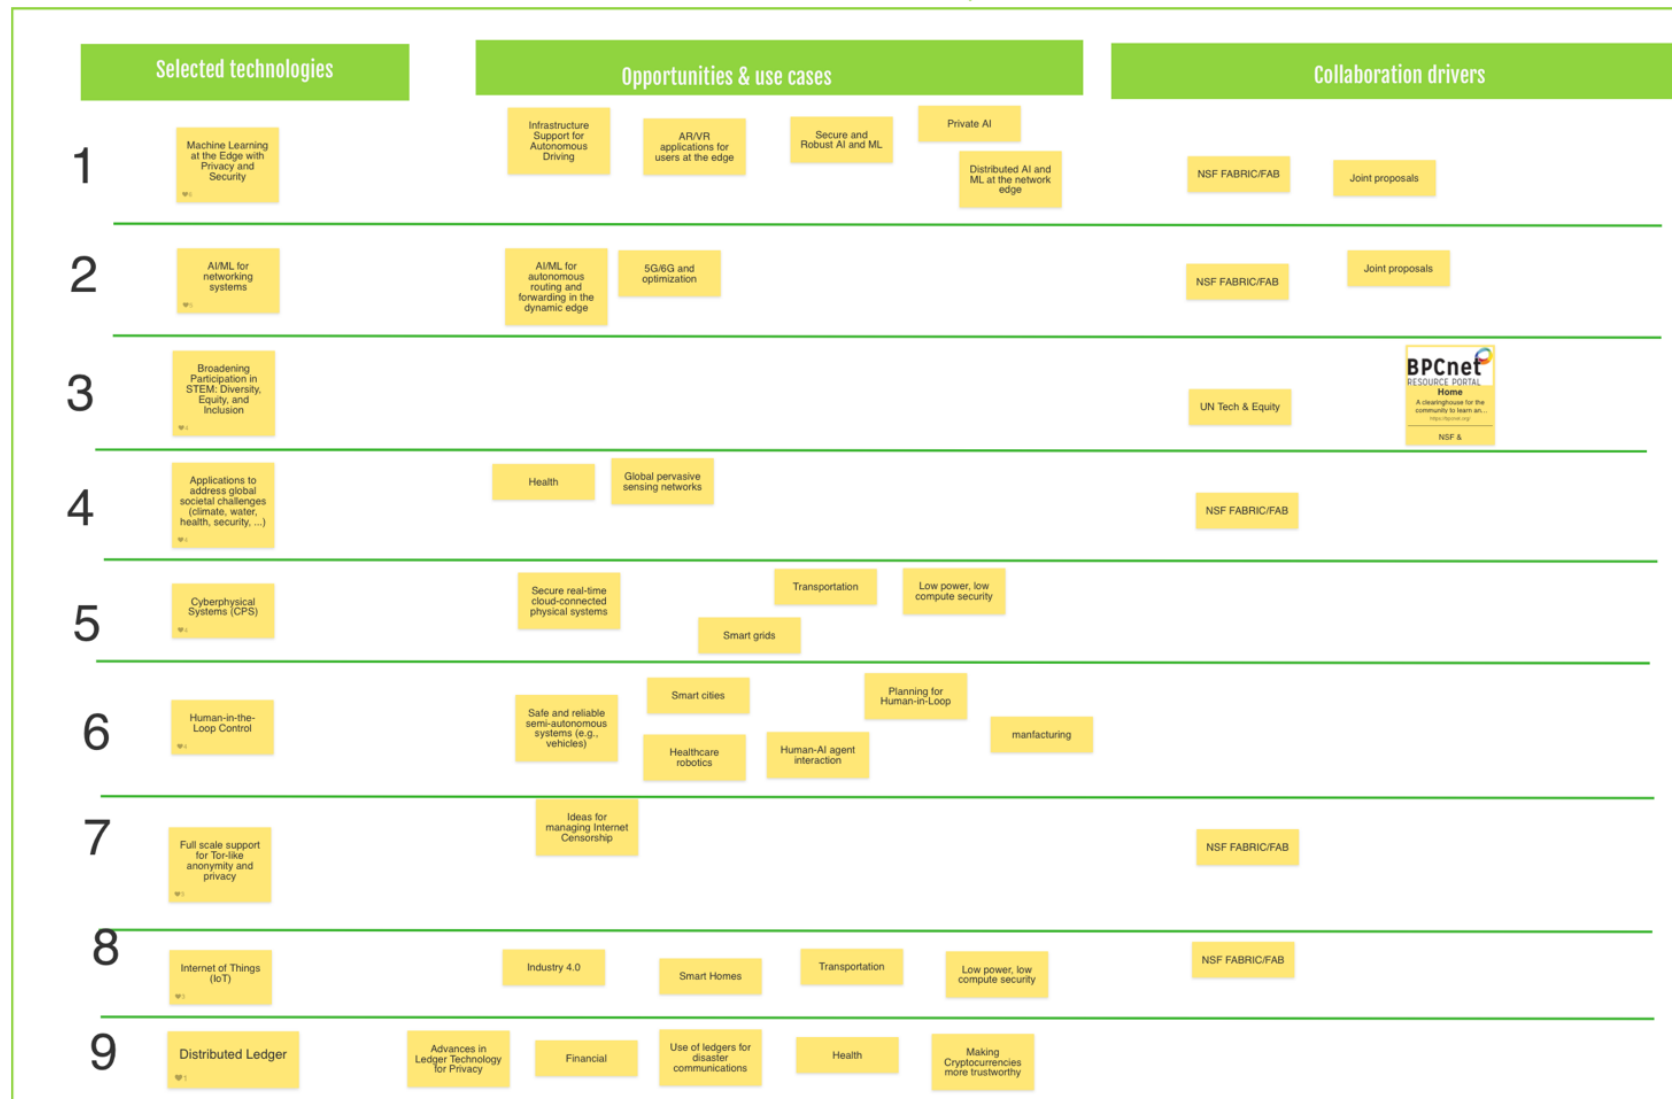 Selected technologies
Opportunities & use cases
Collaboration drivers
1
Machine Learning
at the Edge with
Privacy and
Security
Infrastructure
Support for
Autonomous
Driving
AR/VR
applications for
users at the edge
Secure and
Robust AI and ML
Private AI
Distributed AI and
ML at the network
edge
NSF FABRIC/FAB
Joint proposals
2
AI/ML for
networking
systems
AI/ML for
autonomous
routing and
forwarding in the
dynamic edge
5G/6G and
optimization
NSF FABRIC/FAB
Joint proposals
3
Broadening
Participation in
STEM: Diversity,
Equity, and
Inclusion
UN Tech & Equity
BPCnet
RESOURCE PORTAL
Home
A clearinghouse for the
community to learn an...
https://bpcnet.org/
NSF &
4
Applications to
address global
societal challenges
(climate, water,
health, security, ...)
Health
Global pervasive
sensing networks
NSF FABRIC/FAB
5
Cyberphysical
Systems (CPS)
Secure real-time
cloud-connected
physical systems
Smart grids
Transportation
Low power, low
compute security
6
Human-in-the-
Loop Control
Safe and reliable
semi-autonomous
systems (e.g.,
vehicles)
Smart cities
Healthcare
robotics
Human-AI agent
interaction
Planning for
Human-in-Loop
manfacturing
7
Full scale support
for Tor-like
anonymity and
privacy
Ideas for
managing Internet
Censorship
NSF FABRIC/FAB
8
Internet of Things
(IoT)
Industry 4.0
Smart Homes
Transportation
Low power, low
compute security
NSF FABRIC/FAB
9
Distributed Ledger
Advances in
Ledger Technology
for Privacy
Financial
Use of ledgers for
disaster
communications
Health
Making
Cryptocurrencies
more trustworthy